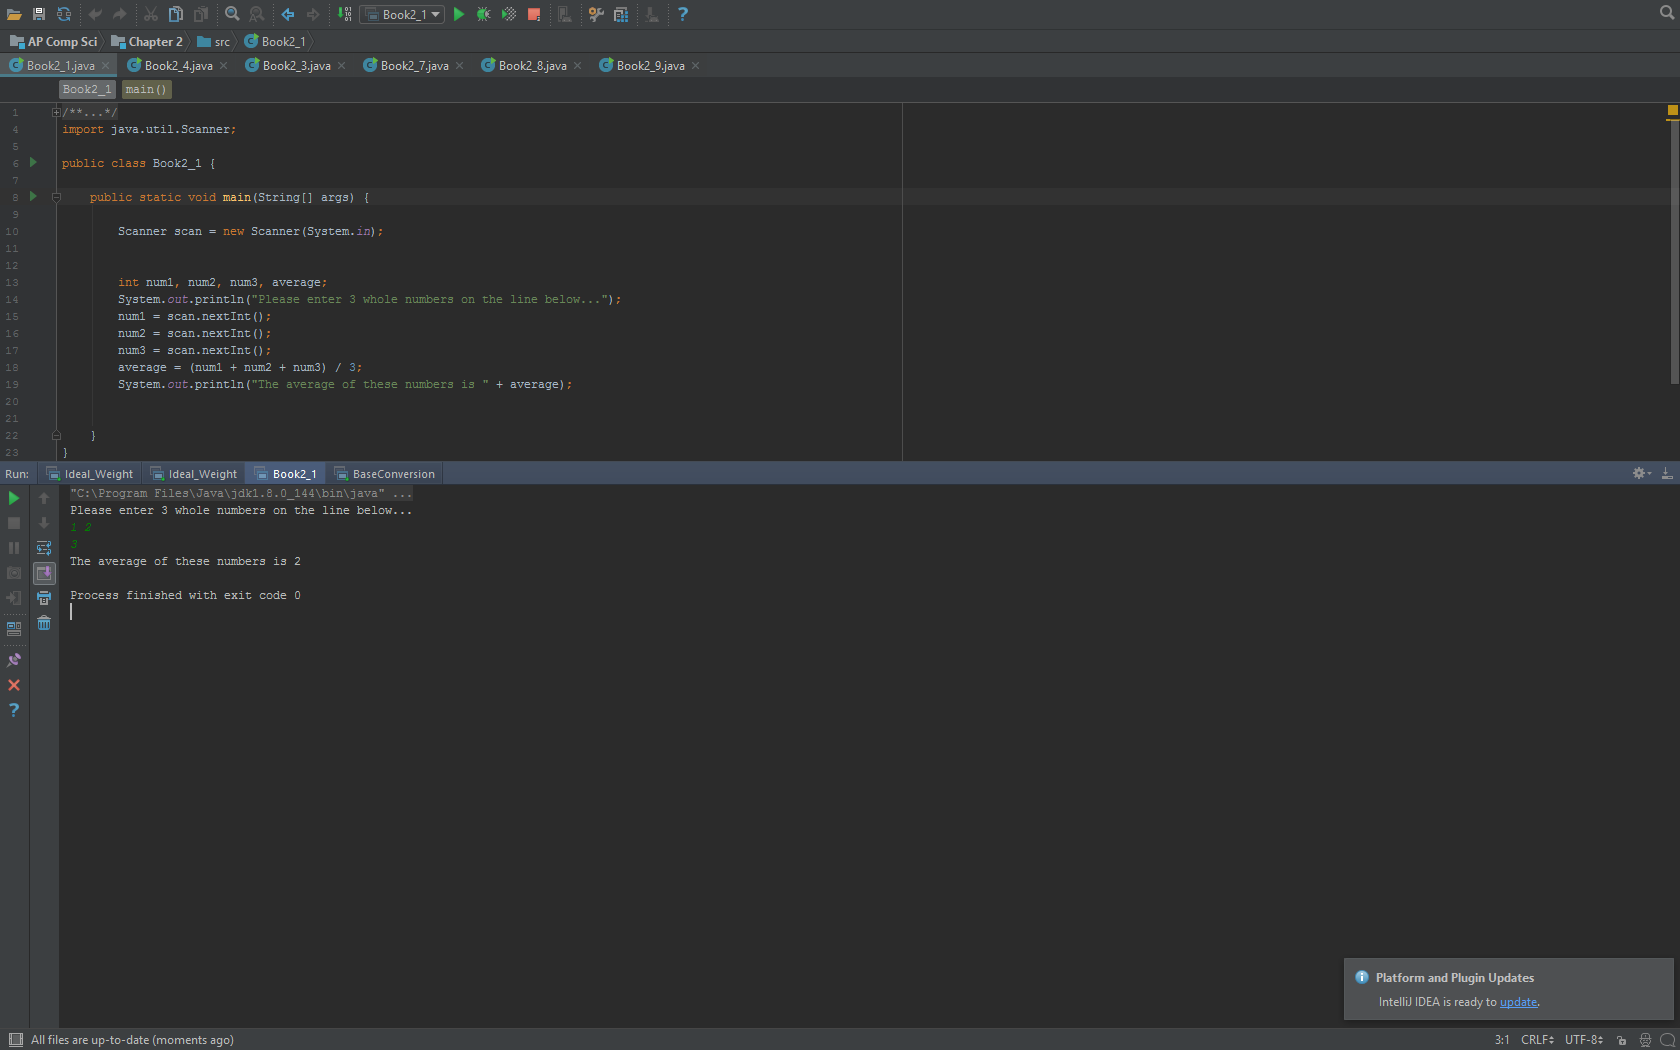 Book2_1
AP Comp Sci Chapter 2 src Book2_1
Book2_1.java Book2_4.java Book2_3.java Book2_7.java Book2_8.java Book2_9.java
Book2_1 main()
1 /**...*/
4 import java.util.Scanner;
5
6 public class Book2_1 {
7
8 public static void main(String[] args) {
9
10 Scanner scan = new Scanner(System.in);
11
12
13 int num1, num2, num3, average;
14 System.out.println("Please enter 3 whole numbers on the line below...");
15 num1 = scan.nextInt();
16 num2 = scan.nextInt();
17 num3 = scan.nextInt();
18 average = (num1 + num2 + num3) / 3;
19 System.out.println("The average of these numbers is " + average);
20
21
22 }
23 }
Run: Ideal_Weight Ideal_Weight Book2_1 BaseConversion
"C:\Program Files\Java\jdk1.8.0_144\bin\java" ...
Please enter 3 whole numbers on the line below...
1 2
3
The average of these numbers is 2
Process finished with exit code 0
Platform and Plugin Updates
IntelliJ IDEA is ready to update.
All files are up-to-date (moments ago) 3:1 CRLF UTF-8